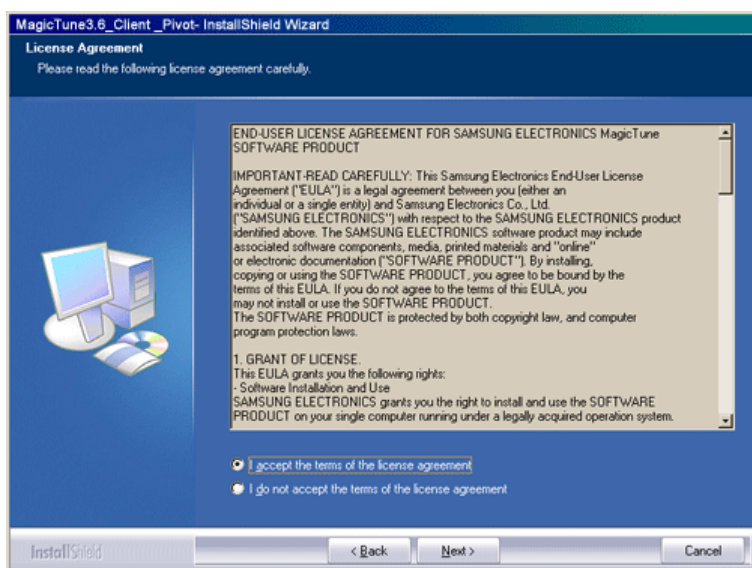 MagicTune3.6_Client _Pivot- InstallShield Wizard
License Agreement
Please read the following license agreement carefully.
END-USER LICENSE AGREEMENT FOR SAMSUNG ELECTRONICS MagicTune
SOFTWARE PRODUCT
IMPORTANT-READ CAREFULLY: This Samsung Electronics End-User License
Agreement ("EULA") is a legal agreement between you (either an
individual or a single entity) and Samsung Electronics Co., Ltd.
("SAMSUNG ELECTRONICS") with respect to the SAMSUNG ELECTRONICS product
identified above. The SAMSUNG ELECTRONICS software product may include
associated software components, media, printed materials and "online"
or electronic documentation ("SOFTWARE PRODUCT"). By installing,
copying or using the SOFTWARE PRODUCT, you agree to be bound by the
terms of this EULA. If you do not agree to the terms of this EULA, you
may not install or use the SOFTWARE PRODUCT.
The SOFTWARE PRODUCT is protected by both copyright law, and computer
program protection laws.
1. GRANT OF LICENSE.
This EULA grants you the following rights:
- Software Installation and Use
SAMSUNG ELECTRONICS grants you the right to install and use the SOFTWARE
PRODUCT on your single computer running under a legally acquired operation system.
I accept the terms of the license agreement
I do not accept the terms of the license agreement
InstallShield
< Back
Next >
Cancel